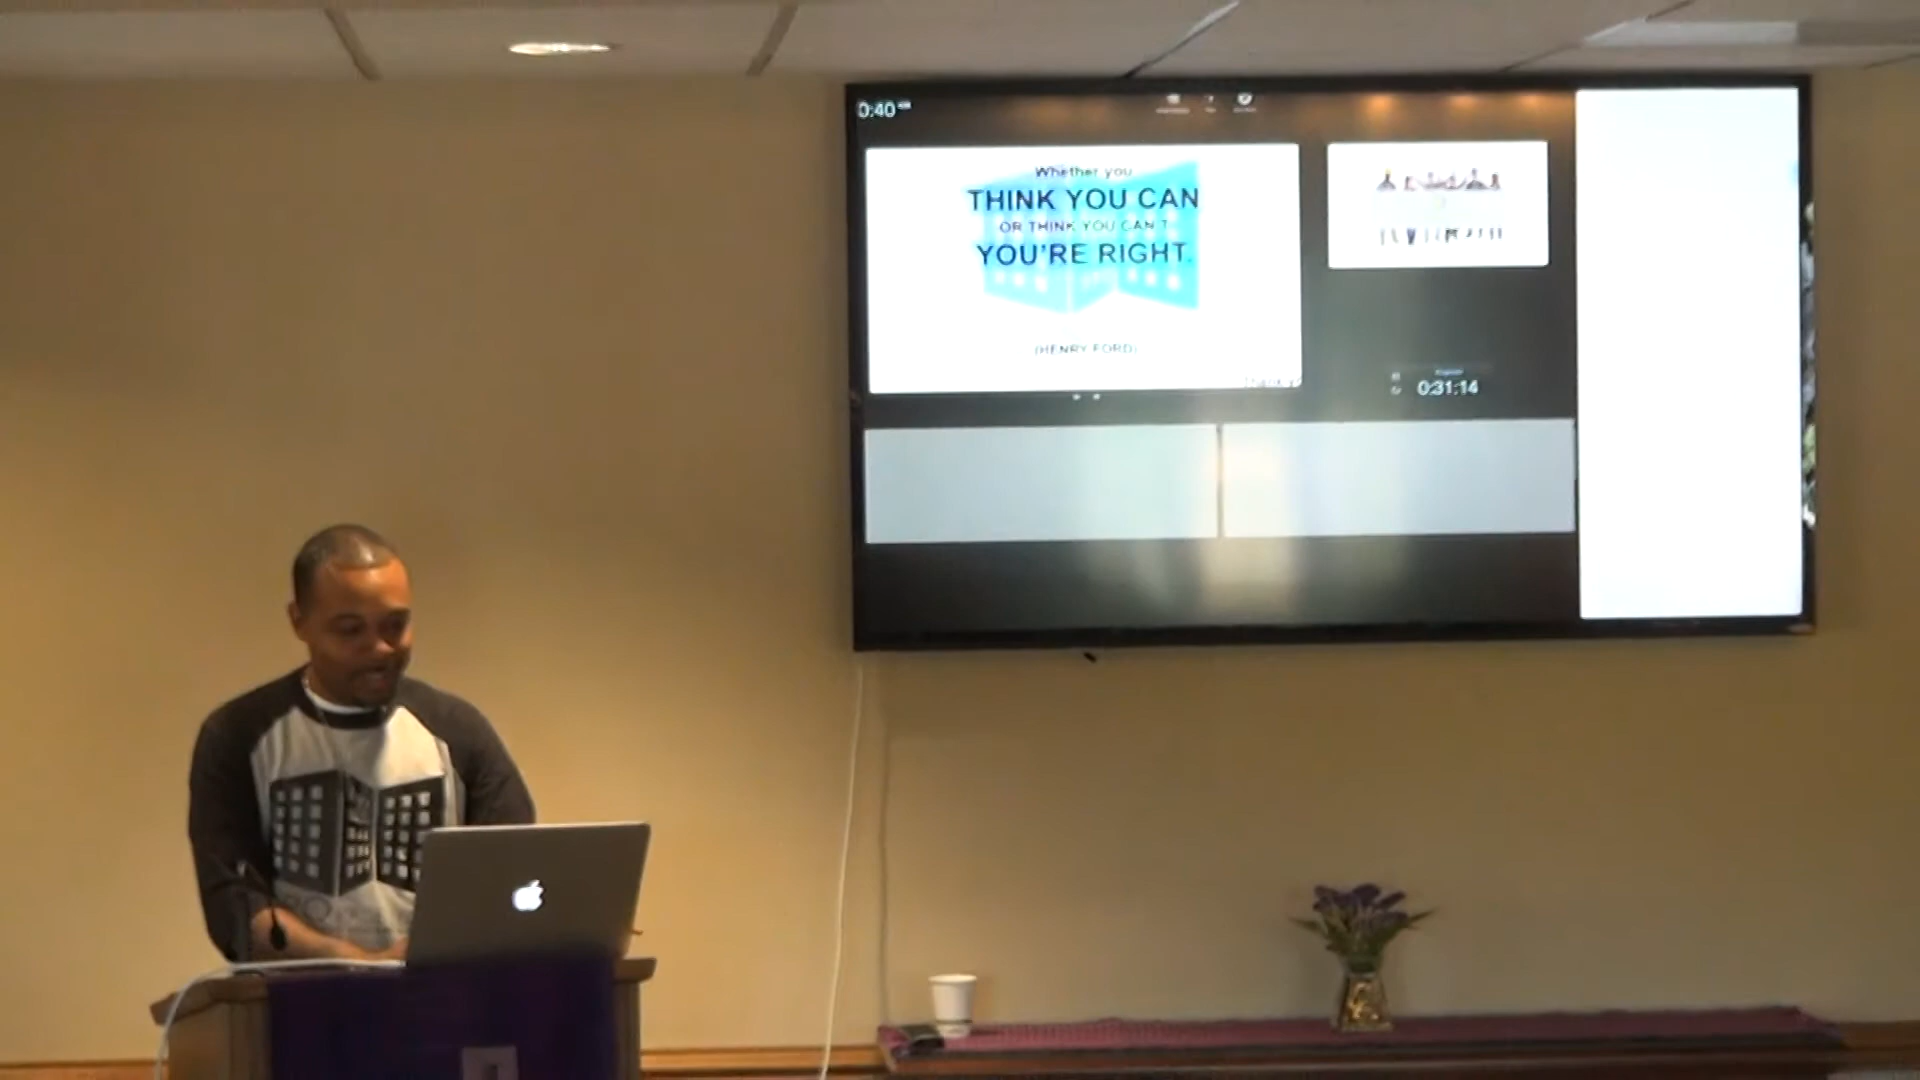 0:40
Whether you
THINK YOU CAN
OR THINK YOU CAN'T
YOU'RE RIGHT.
(HENRY FORD)
0:31:14